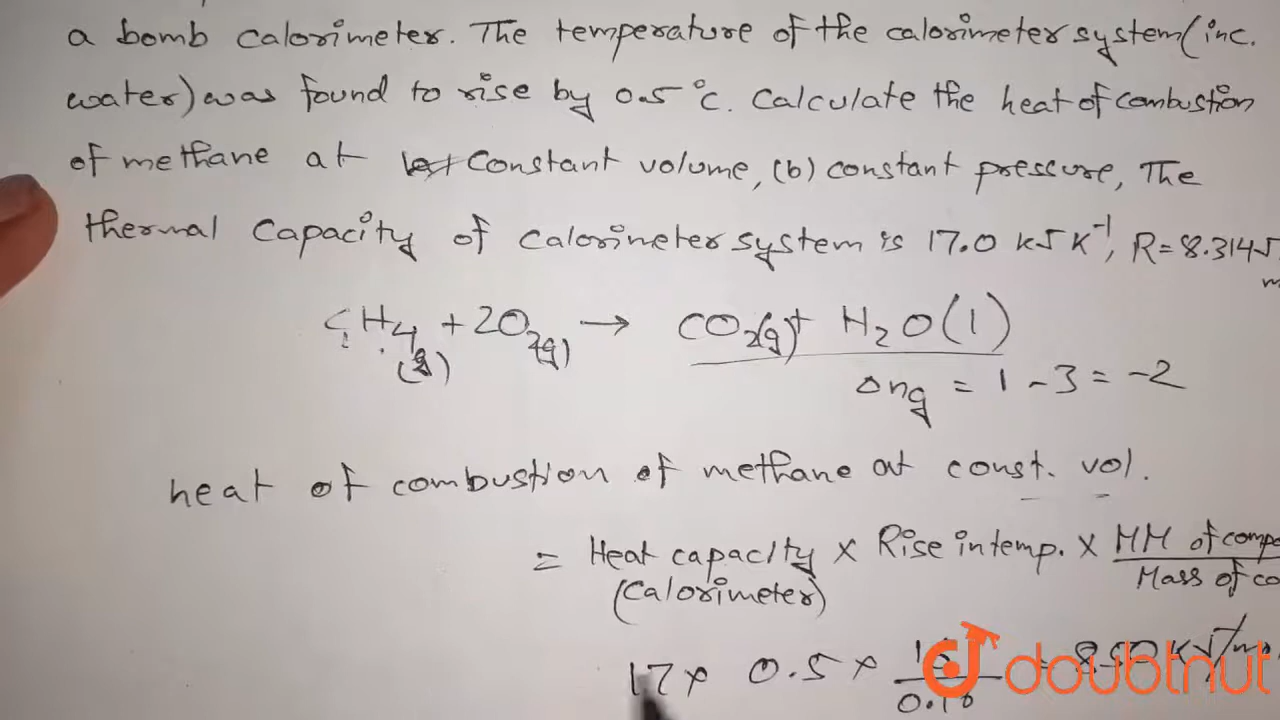 a bomb calorimeter. The temperature of the calorimeter system (inc.
water) was found to rise by 0.5 °C. Calculate the heat of combustion
of methane at constant volume, (b) constant pressure, The
thermal capacity of calorimeter system is 17.0 kJ K⁻¹, R = 8.314 J
CH₄(g) + 2O₂(g) → CO₂(g) + H₂O(l)
Δng = 1 - 3 = -2
heat of combustion of methane at const. vol.
= Heat capacity × Rise in temp. × MM of compo
(Calorimeter) Mass of co
17 × 0.5 ×
doubtnut